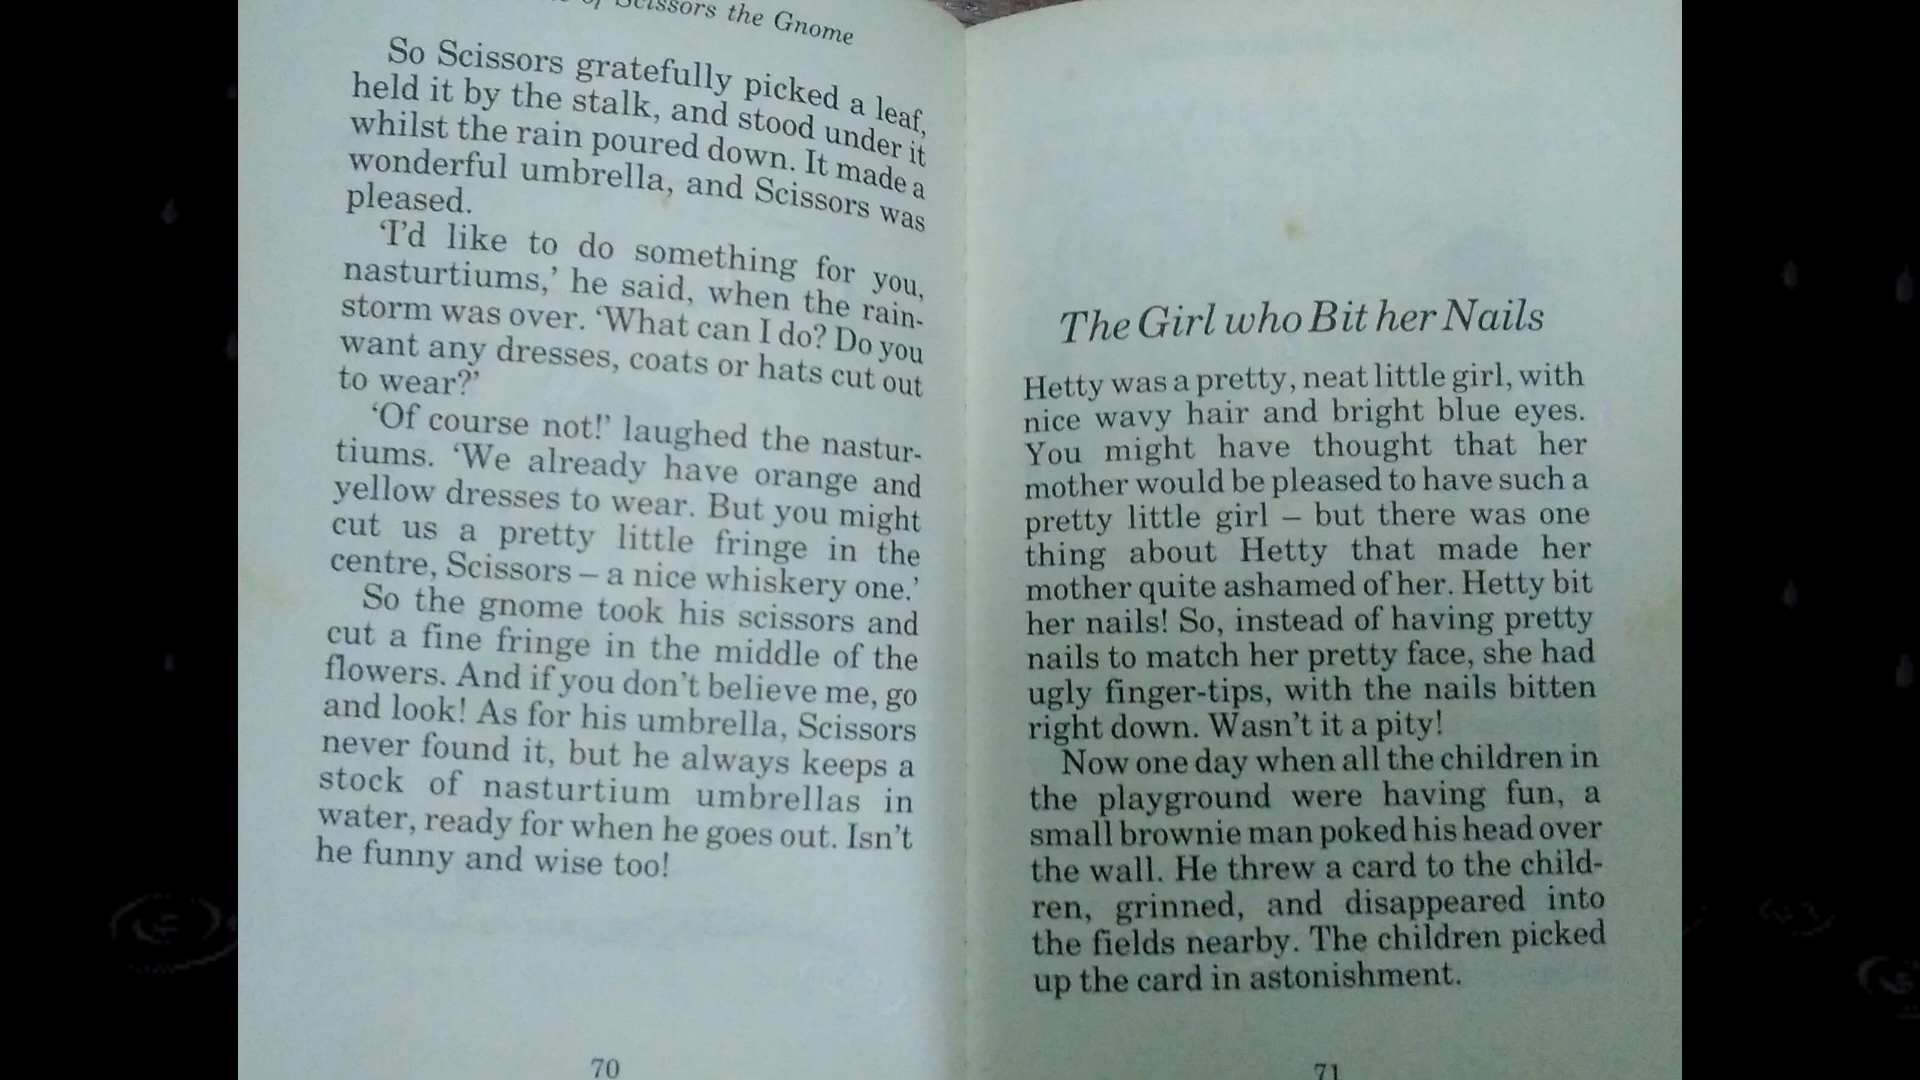 of Scissors the Gnome
So Scissors gratefully picked a leaf,
held it by the stalk, and stood under it
whilst the rain poured down. It made a
wonderful umbrella, and Scissors was
pleased.
‘I’d like to do something for you,
nasturtiums,’ he said, when the rain-
storm was over. ‘What can I do? Do you
want any dresses, coats or hats cut out
to wear?’
‘Of course not!’ laughed the nastur-
tiums. ‘We already have orange and
yellow dresses to wear. But you might
cut us a pretty little fringe in the
centre, Scissors – a nice whiskery one.’
So the gnome took his scissors and
cut a fine fringe in the middle of the
flowers. And if you don’t believe me, go
and look! As for his umbrella, Scissors
never found it, but he always keeps a
stock of nasturtium umbrellas in
water, ready for when he goes out. Isn’t
he funny and wise too!
70
The Girl who Bit her Nails
Hetty was a pretty, neat little girl, with
nice wavy hair and bright blue eyes.
You might have thought that her
mother would be pleased to have such a
pretty little girl – but there was one
thing about Hetty that made her
mother quite ashamed of her. Hetty bit
her nails! So, instead of having pretty
nails to match her pretty face, she had
ugly finger-tips, with the nails bitten
right down. Wasn’t it a pity!
Now one day when all the children in
the playground were having fun, a
small brownie man poked his head over
the wall. He threw a card to the child-
ren, grinned, and disappeared into
the fields nearby. The children picked
up the card in astonishment.
71